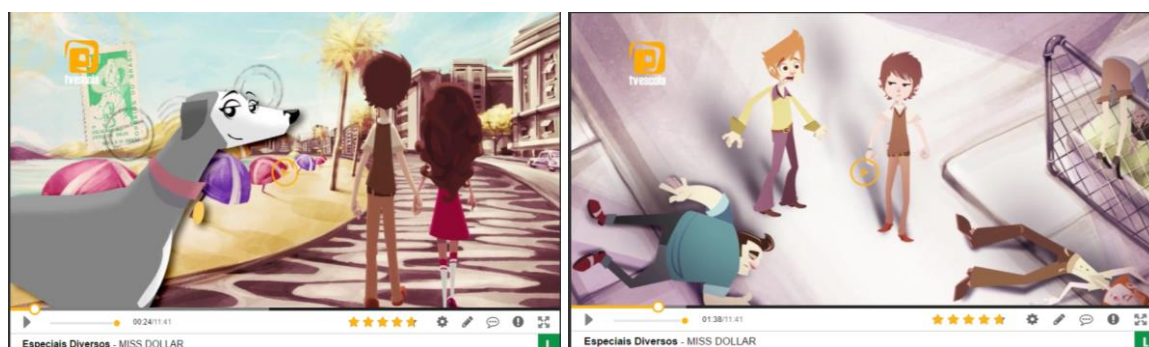 tvescola
00:24/11:41
Especiais Diversos - MISS DOLLAR
L
tvescola
01:38/11:41
Especiais Diversos - MISS DOLLAR
L